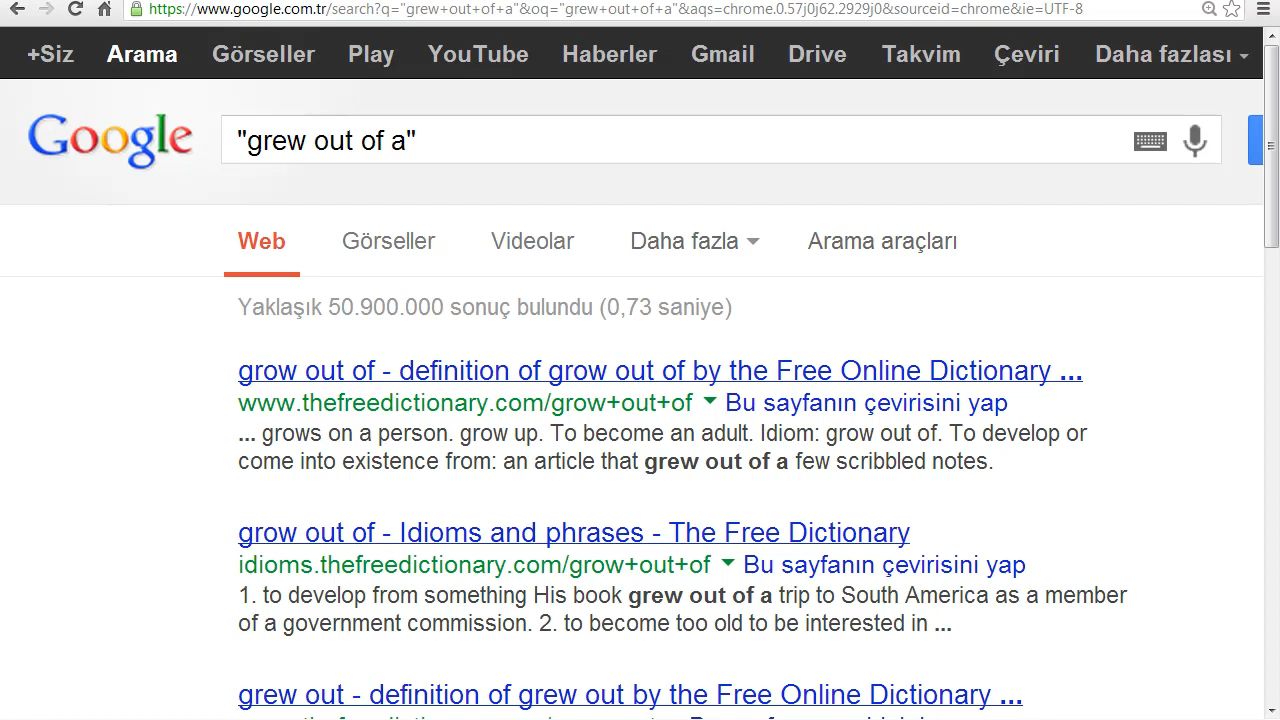 https://www.google.com.tr/search?q="grew+out+of+a"&oq="grew+out+of+a"&aqs=chrome.0.57j0j62.2929j0&sourceid=chrome&ie=UTF-8
+Siz Arama Görseller Play YouTube Haberler Gmail Drive Takvim Çeviri Daha fazlası
Google "grew out of a"
Web Görseller Videolar Daha fazla Arama araçları
Yaklaşık 50.900.000 sonuç bulundu (0,73 saniye)
grow out of - definition of grow out of by the Free Online Dictionary ...
www.thefreedictionary.com/grow+out+of Bu sayfanın çevirisini yap
... grows on a person. grow up. To become an adult. Idiom: grow out of. To develop or
come into existence from: an article that grew out of a few scribbled notes.
grow out of - Idioms and phrases - The Free Dictionary
idioms.thefreedictionary.com/grow+out+of Bu sayfanın çevirisini yap
1. to develop from something His book grew out of a trip to South America as a member
of a government commission. 2. to become too old to be interested in ...
grew out - definition of grew out by the Free Online Dictionary ...